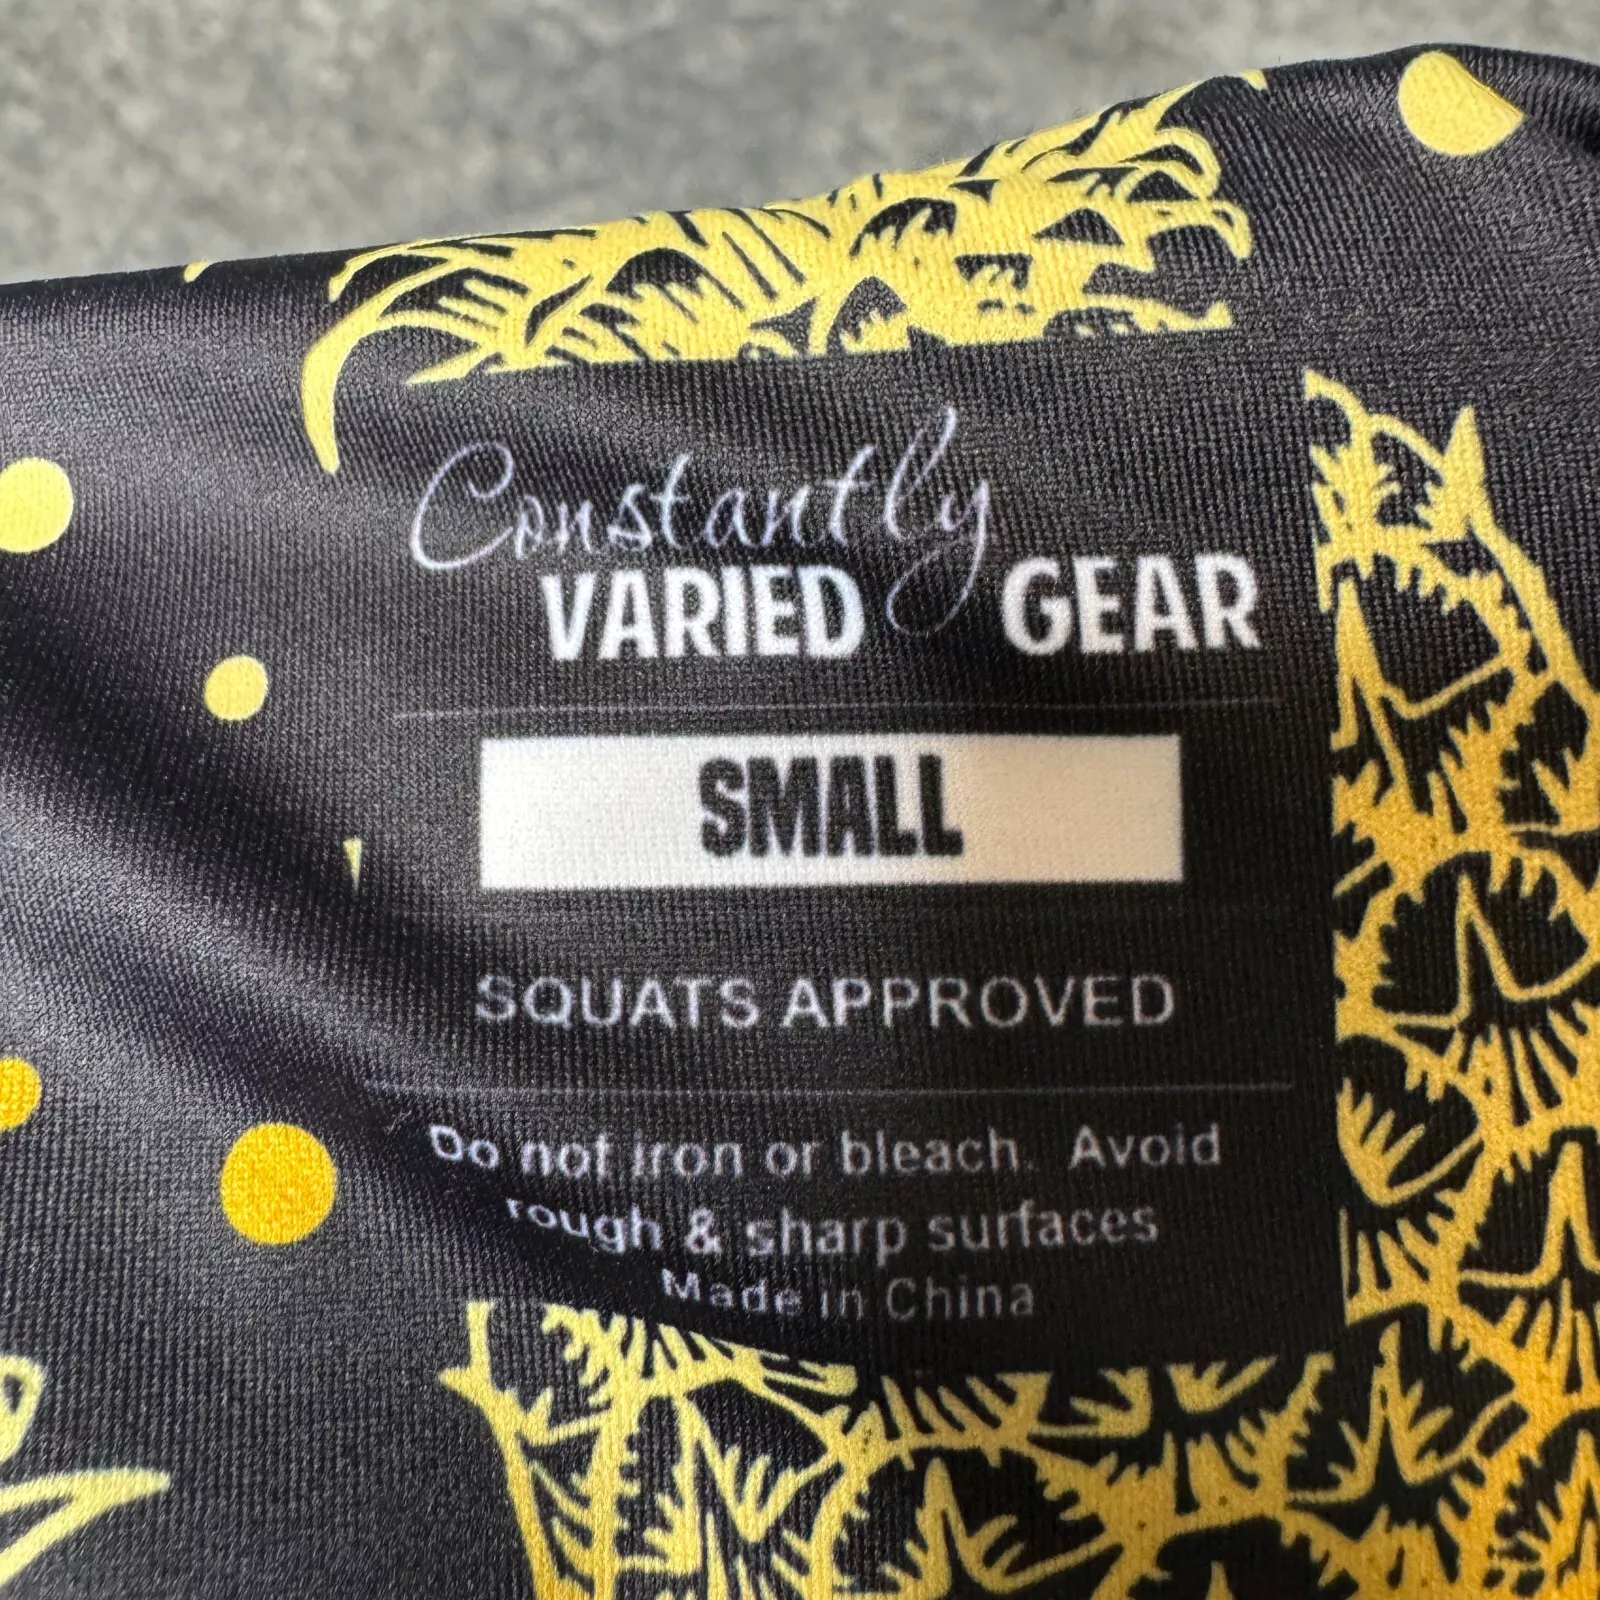 Constantly
VARIED GEAR
SMALL
SQUATS APPROVED
Do not iron or bleach. Avoid
rough & sharp surfaces
Made in China